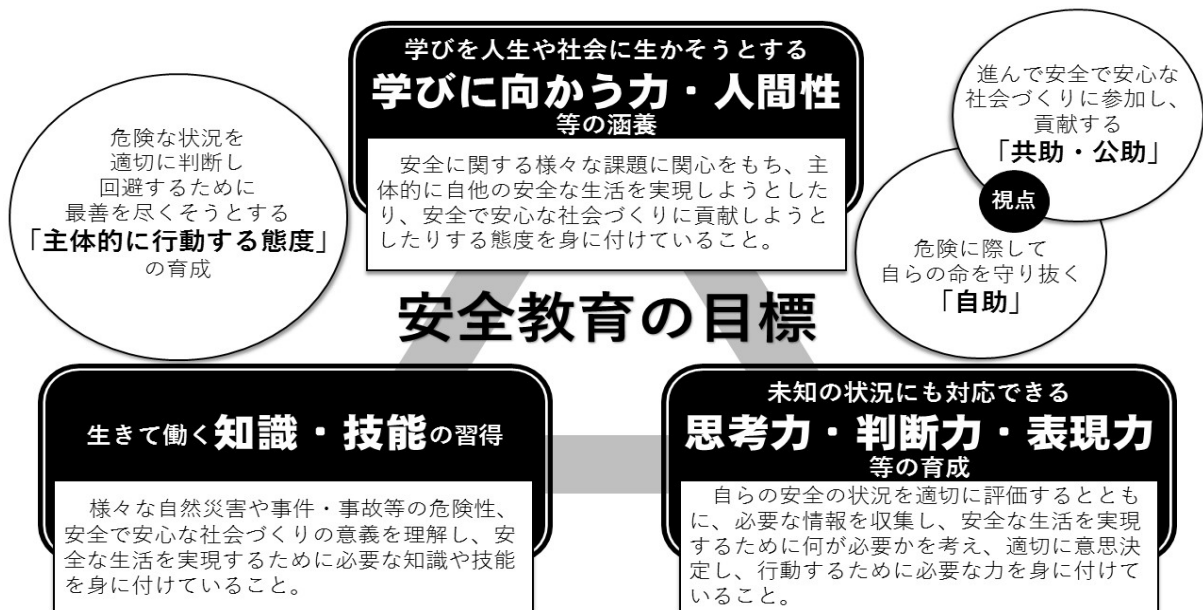 学びを人生や社会に生かそうとする
学びに向かう力・人間性
等の涵養
安全に関する様々な課題に関心をもち、主
体的に自他の安全な生活を実現しようとした
り、安全で安心な社会づくりに貢献しようと
したりする態度を身に付けていること。
危険な状況を
適切に判断し
回避するために
最善を尽くそうとする
「主体的に行動する態度」
の育成
進んで安全で安心な
社会づくりに参加し、
貢献する
「共助・公助」
視点
危険に際して
自らの命を守り抜く
「自助」
安全教育の目標
生きて働く知識・技能の習得
様々な自然災害や事件・事故等の危険性、
安全で安心な社会づくりの意義を理解し、安
全な生活を実現するために必要な知識や技能
を身に付けていること。
未知の状況にも対応できる
思考力・判断力・表現力
等の育成
自らの安全の状況を適切に評価するととも
に、必要な情報を収集し、安全な生活を実現
するために何が必要かを考え、適切に意思決
定し、行動するために必要な力を身に付けて
いること。